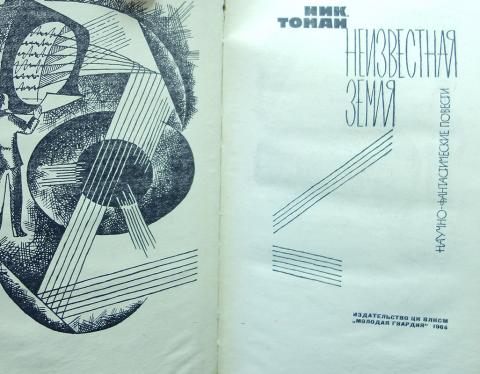 НИК.
ТОМАН
НЕИЗВЕСТНАЯ
ЗЕМЛЯ
НАУЧНО-ФАНТАСТИЧЕСКИЕ ПОВЕСТИ
ИЗДАТЕЛЬСТВО ЦК ВЛКСМ
„МОЛОДАЯ ГВАРДИЯ" 1966